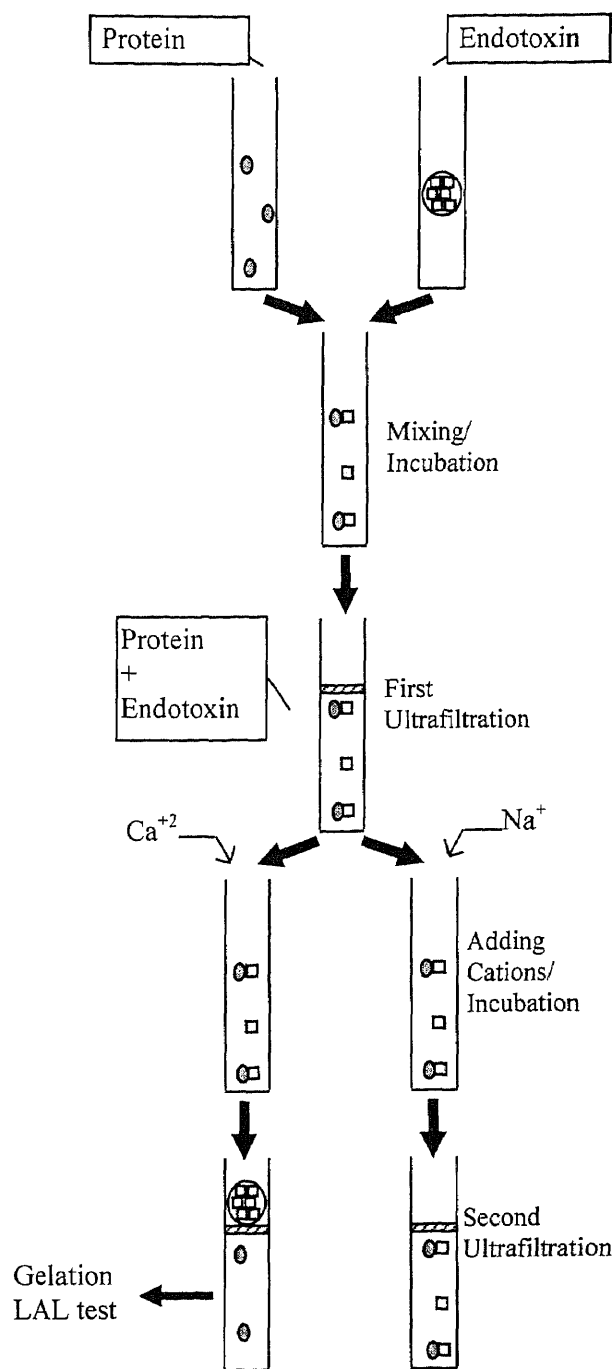 Protein
Endotoxin
Mixing/
Incubation
Protein
+
Endotoxin
First
Ultrafiltration
Ca⁺²
Na⁺
Adding
Cations/
Incubation
Second
Ultrafiltration
Gelation
LAL test